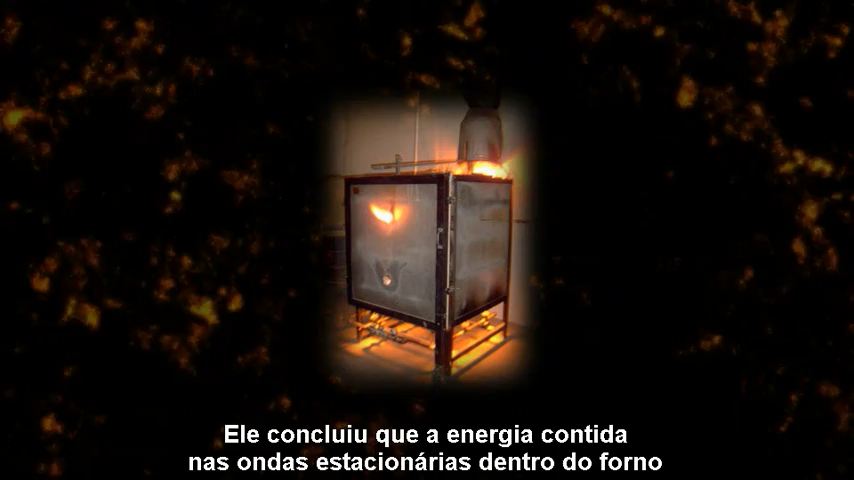 Ele concluiu que a energia contida
nas ondas estacionárias dentro do forno